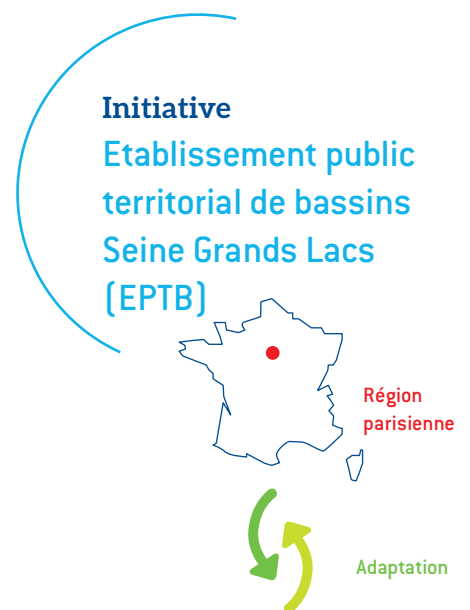 Initiative
Etablissement public
territorial de bassins
Seine Grands Lacs
(EPTB)
Région
parisienne
Adaptation